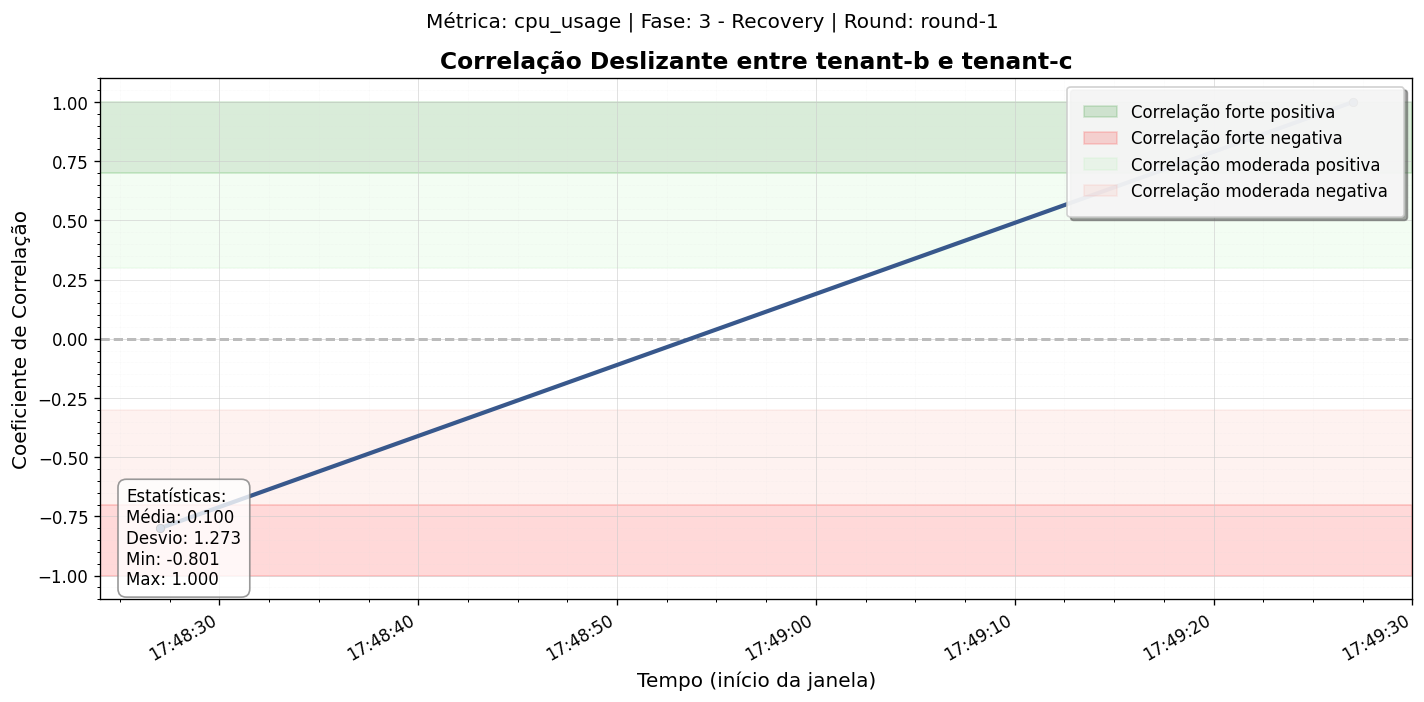 Métrica: cpu_usage | Fase: 3 - Recovery | Round: round-1
Correlação Deslizante entre tenant-b e tenant-c
Coeficiente de Correlação
1.00
0.75
0.50
0.25
0.00
−0.25
−0.50
−0.75
−1.00
Correlação forte positiva
Correlação forte negativa
Correlação moderada positiva
Correlação moderada negativa
Estatísticas:
Média: 0.100
Desvio: 1.273
Min: -0.801
Max: 1.000
17:48:30
17:48:40
17:48:50
17:49:00
17:49:10
17:49:20
17:49:30
Tempo (início da janela)